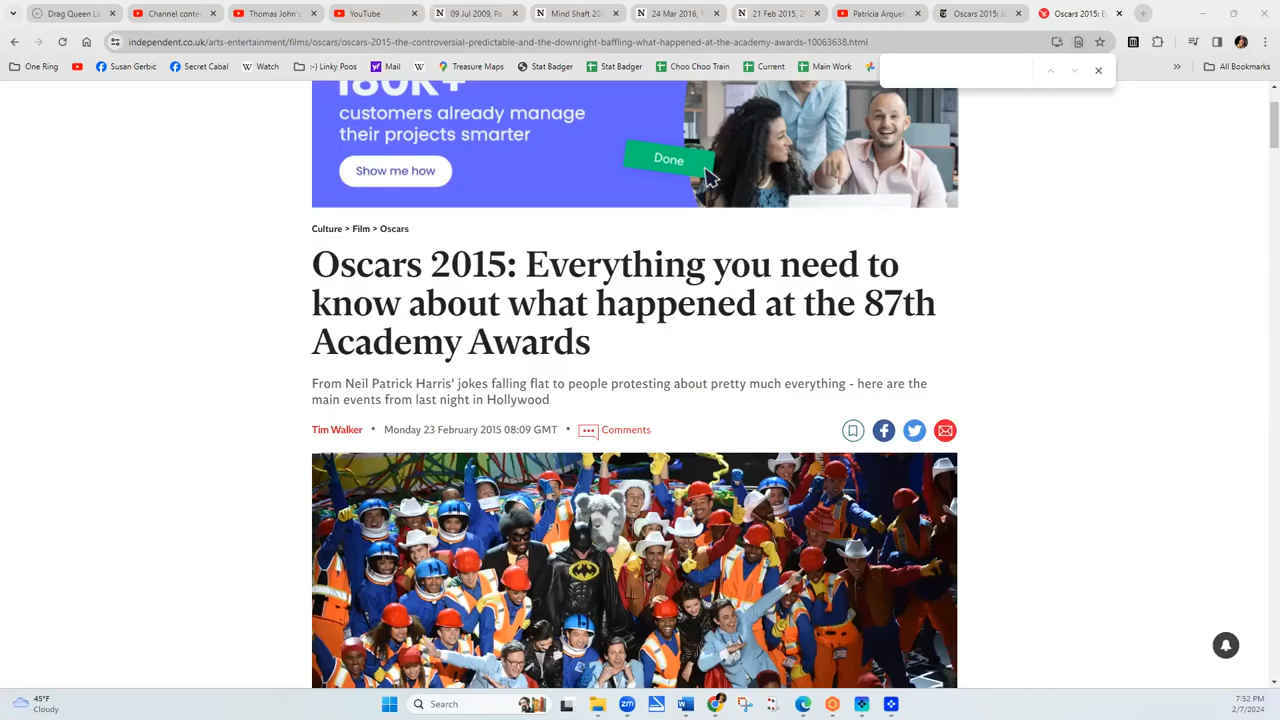 Drag Queen L
Channel conte
Thomas John's
YouTube
09 Jul 2009, Pa
Mind Shaft 201
24 Mar 2016, 1
21 Feb 2015, 2
Patricia Arquet
Oscars 2015: J
Oscars 2015: E
independent.co.uk/arts-entertainment/films/oscars/oscars-2015-the-controversial-predictable-and-the-downright-baffling-what-happened-at-the-academy-awards-10063638.html
One Ring
Susan Gerbic
Secret Cabal
Watch
:-) Linky Poos
Mail
Treasure Maps
Stat Badger
Stat Badger
Choo Choo Train
Current
Main Work
All Bookmarks
180K+
customers already manage
their projects smarter
Show me how
Done
Culture > Film > Oscars
Oscars 2015: Everything you need to
know about what happened at the 87th
Academy Awards
From Neil Patrick Harris' jokes falling flat to people protesting about pretty much everything - here are the
main events from last night in Hollywood
Tim Walker • Monday 23 February 2015 08:09 GMT • Comments
45°F
Cloudy
Search
7:52 PM
2/7/2024